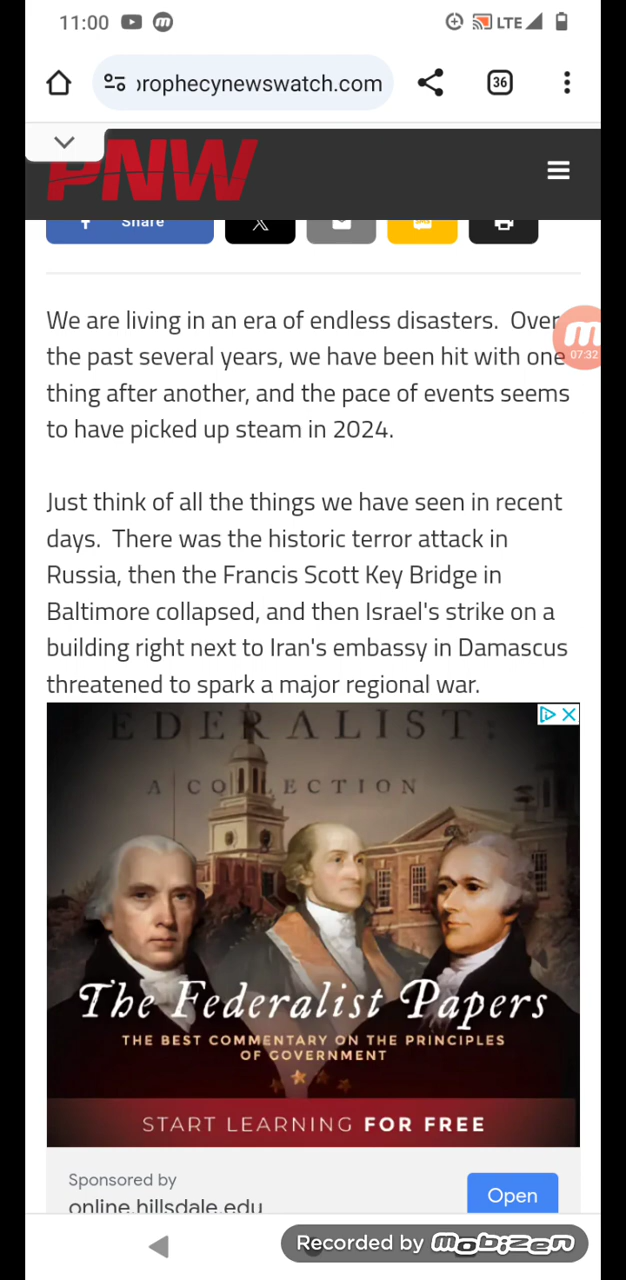 11:00
LTE
rophecynewswatch.com
36
PNW
Share
We are living in an era of endless disasters. Over
the past several years, we have been hit with one
07:32
thing after another, and the pace of events seems
to have picked up steam in 2024.
Just think of all the things we have seen in recent
days. There was the historic terror attack in
Russia, then the Francis Scott Key Bridge in
Baltimore collapsed, and then Israel's strike on a
building right next to Iran's embassy in Damascus
threatened to spark a major regional war.
EDERALIST:
A COLLECTION
The Federalist Papers
THE BEST COMMENTARY ON THE PRINCIPLES
OF GOVERNMENT
START LEARNING FOR FREE
Sponsored by
online.hillsdale.edu
Open
Recorded by mobizen